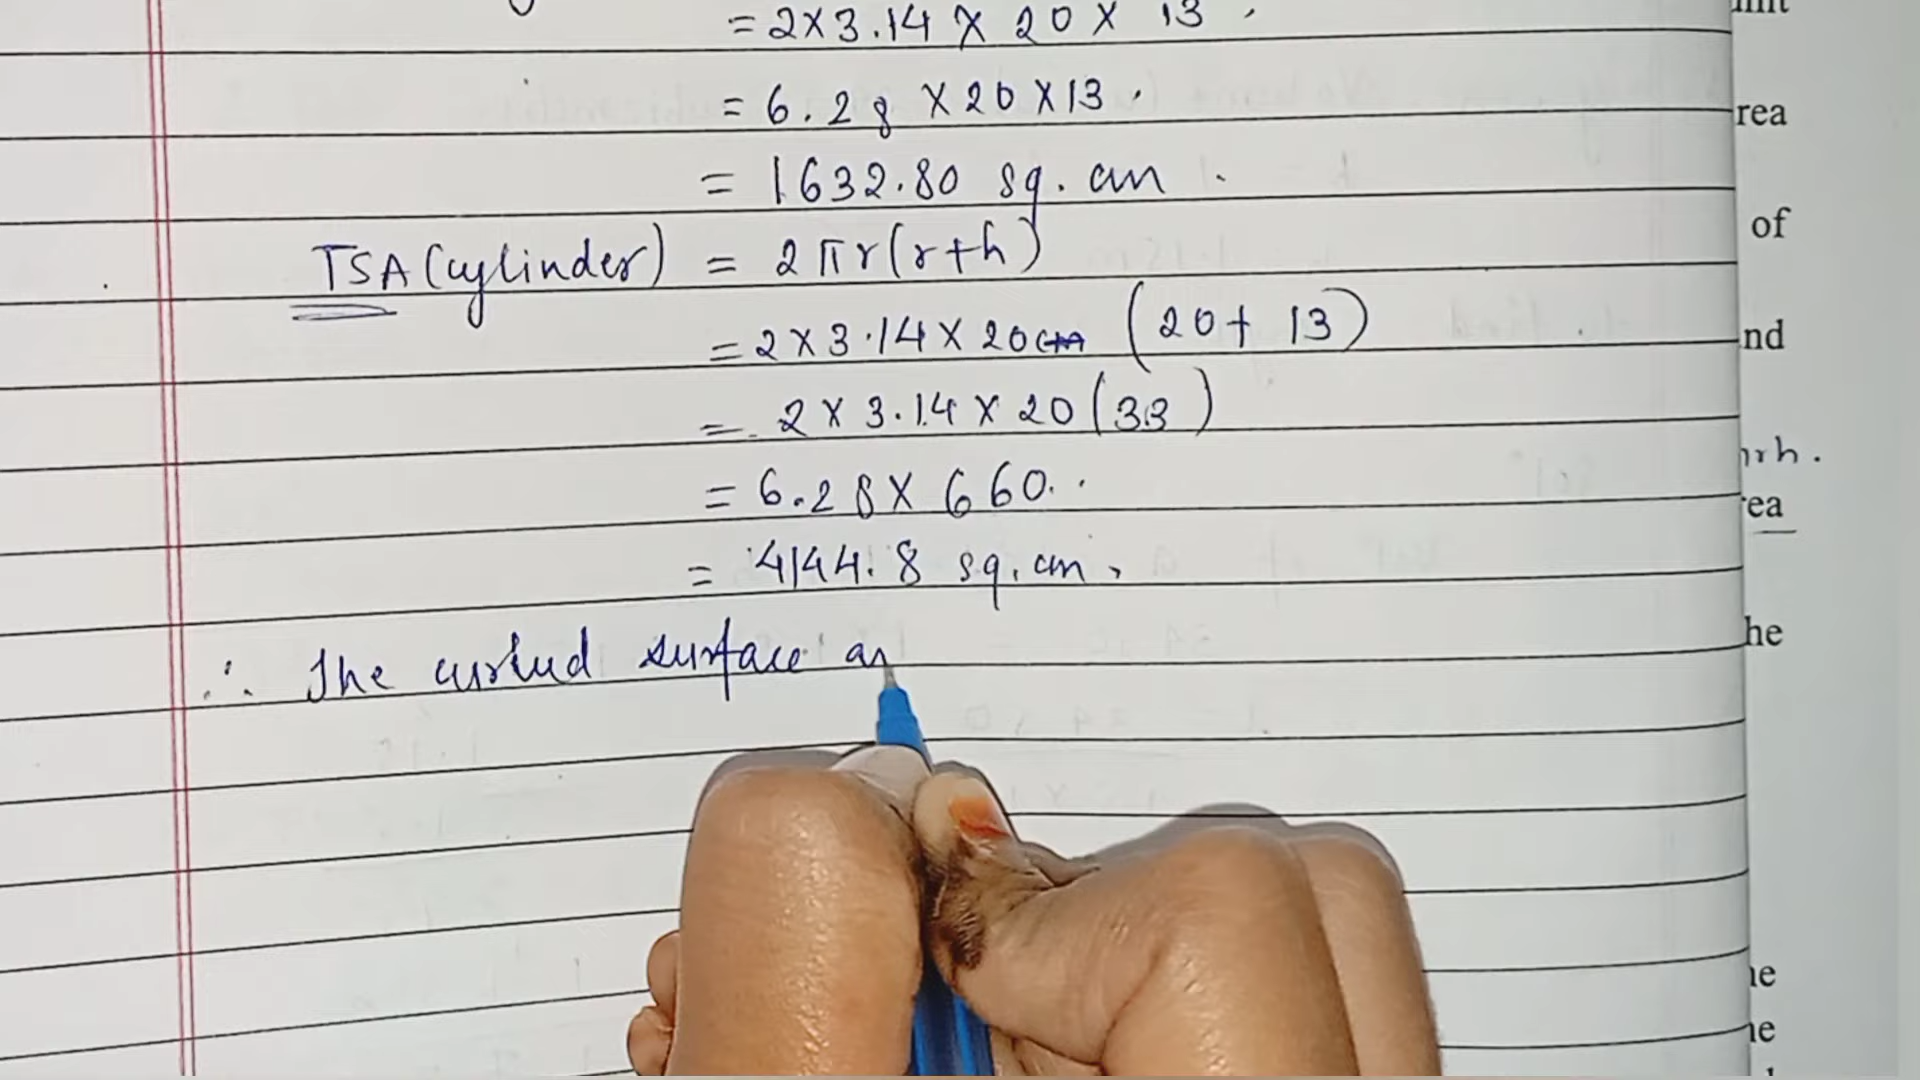 = 2 x 3.14 x 20 x 13.
= 6.28 x 20 x 13.
= 1632.80 sq. cm.
TSA (cylinder) = 2πr(r+h)
= 2 x 3.14 x 20 (20 + 13)
= 2 x 3.14 x 20 (33)
= 6.28 x 660.
= 4144.8 sq. cm.
∴ The curved surface
rea
of
nd
rh.
ea
he